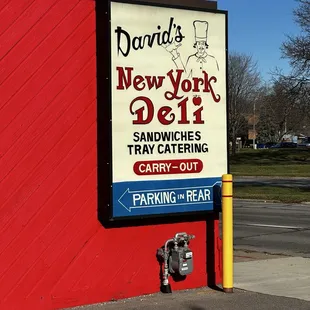 David's
New York
Deli
SANDWICHES
TRAY CATERING
CARRY-OUT
PARKING IN REAR